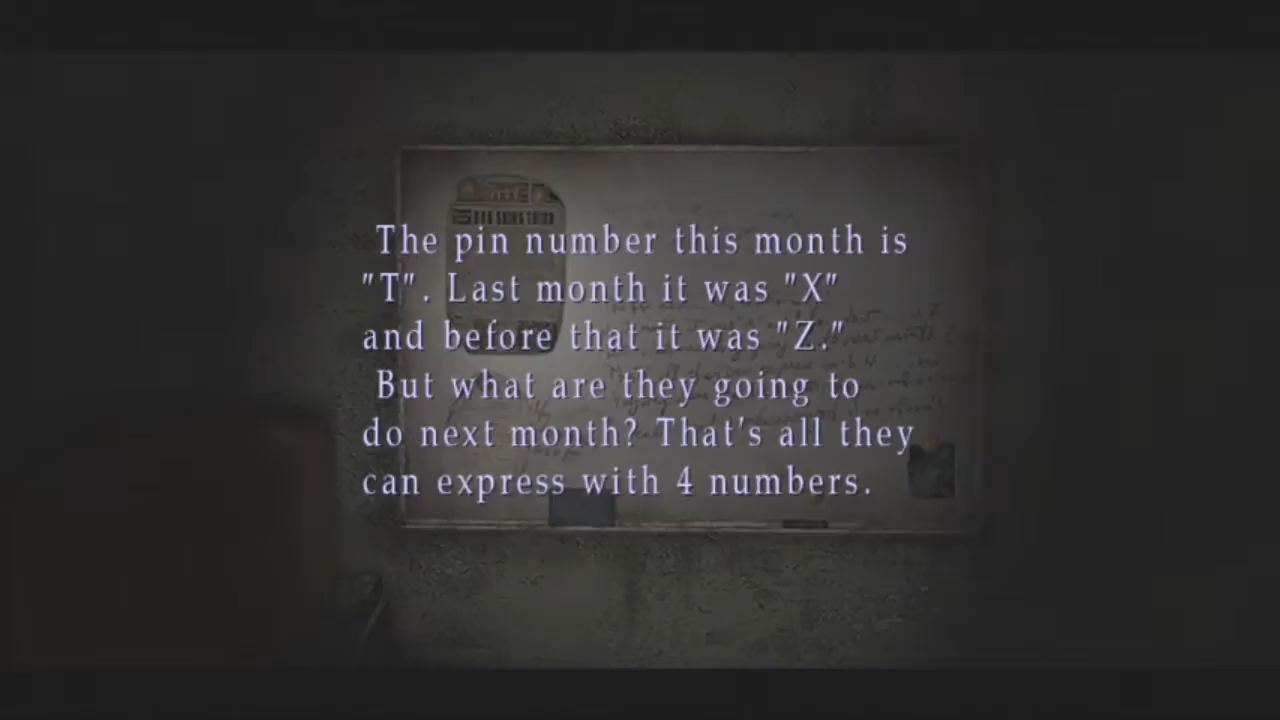 The pin number this month is
"T". Last month it was "X"
and before that it was "Z."
But what are they going to
do next month? That's all they
can express with 4 numbers.